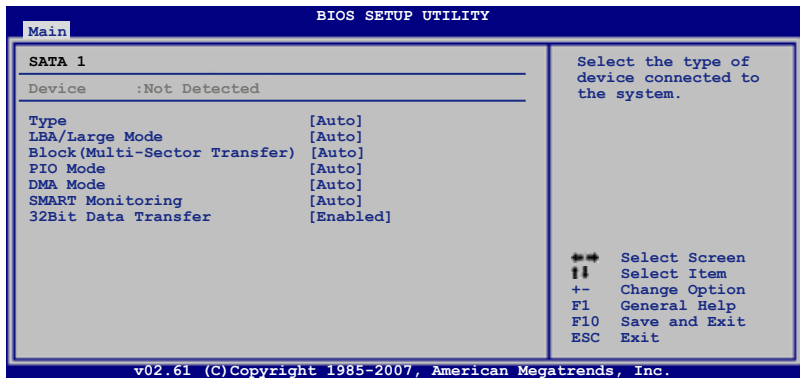 BIOS SETUP UTILITY
Main
SATA 1
Device :Not Detected
Type [Auto]
LBA/Large Mode [Auto]
Block(Multi-Sector Transfer) [Auto]
PIO Mode [Auto]
DMA Mode [Auto]
SMART Monitoring [Auto]
32Bit Data Transfer [Enabled]
Select the type of
device connected to
the system.
←→ Select Screen
↑↓ Select Item
+- Change Option
F1 General Help
F10 Save and Exit
ESC Exit
v02.61 (C)Copyright 1985-2007, American Megatrends, Inc.